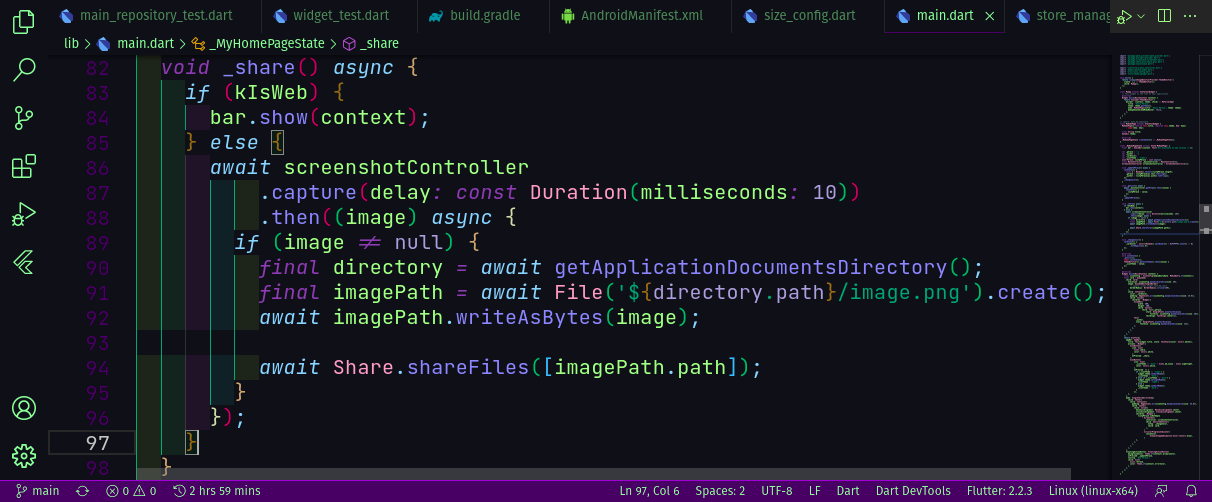 main_repository_test.dart widget_test.dart build.gradle AndroidManifest.xml size_config.dart main.dart store_manag
lib > main.dart > _MyHomePageState > _share
82 void _share() async {
83 if (kIsWeb) {
84 bar.show(context);
85 } else {
86 await screenshotController
87 .capture(delay: const Duration(milliseconds: 10))
88 .then((image) async {
89 if (image != null) {
90 final directory = await getApplicationDocumentsDirectory();
91 final imagePath = await File('${directory.path}/image.png').create();
92 await imagePath.writeAsBytes(image);
93
94 await Share.shareFiles([imagePath.path]);
95 }
96 });
97 }
98 }
main 0 0 2 hrs 59 mins Ln 97, Col 6 Spaces: 2 UTF-8 LF Dart Dart DevTools Flutter: 2.2.3 Linux (linux-x64)